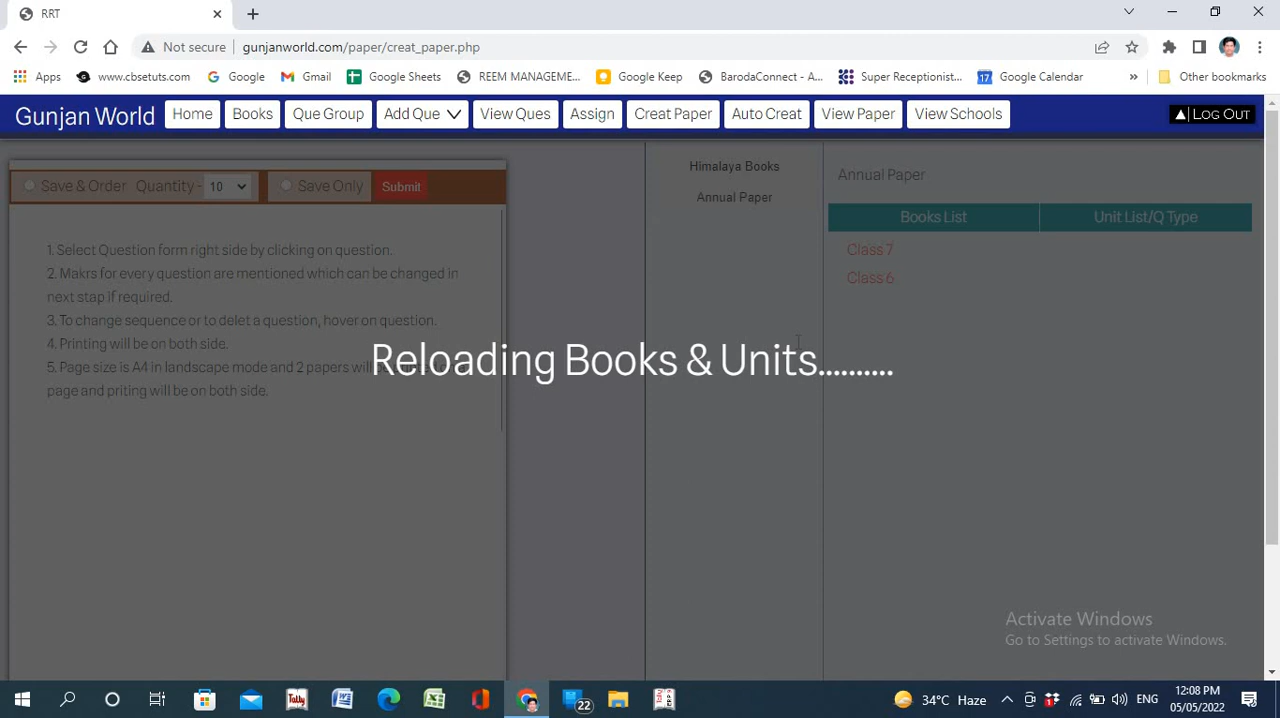 RRT
Not secure gunjanworld.com/paper/creat_paper.php
Apps www.cbsetuts.com Google Gmail Google Sheets REEM MANAGEME... Google Keep BarodaConnect - A... Super Receptionist... Google Calendar » Other bookmarks
Gunjan World Home Books Que Group Add Que View Ques Assign Creat Paper Auto Creat View Paper View Schools LOG OUT
Save & Order Quantity - 10 Save Only Submit
1. Select Question form right side by clicking on question.
2. Makrs for every question are mentioned which can be changed in
next stap if required.
3. To change sequence or to delet a question, hover on question.
4. Printing will be on both side.
5. Page size is A4 in landscape mode and 2 papers will
page and priting will be on both side.
Himalaya Books
Annual Paper
Annual Paper
Books List Unit List/Q Type
Class 7
Class 6
Reloading Books & Units..........
Activate Windows
Go to Settings to activate Windows.
Tally 22 34°C Haze ENG 12:08 PM
05/05/2022